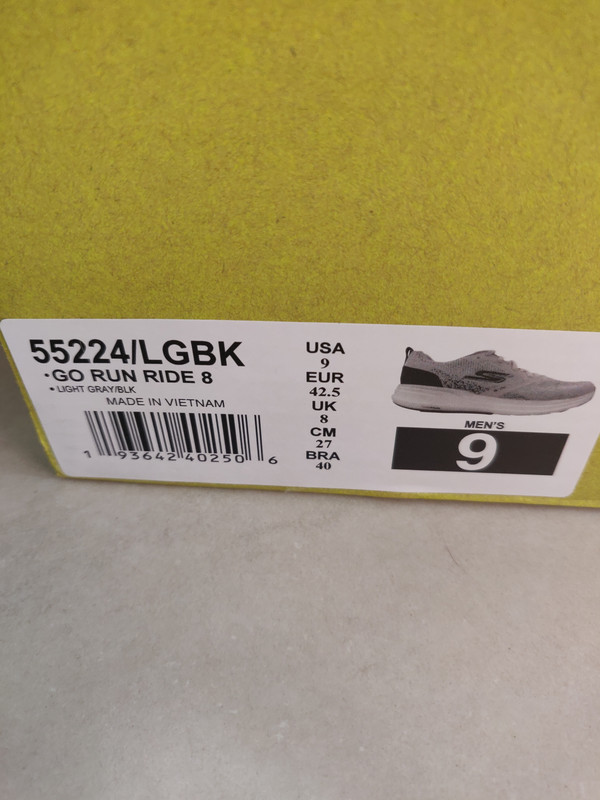 55224/LGBK
•GO RUN RIDE 8
• LIGHT GRAY/BLK
MADE IN VIETNAM
1 93642 40250 6
USA
9
EUR
42.5
UK
8
CM
27
BRA
40
MEN'S
9